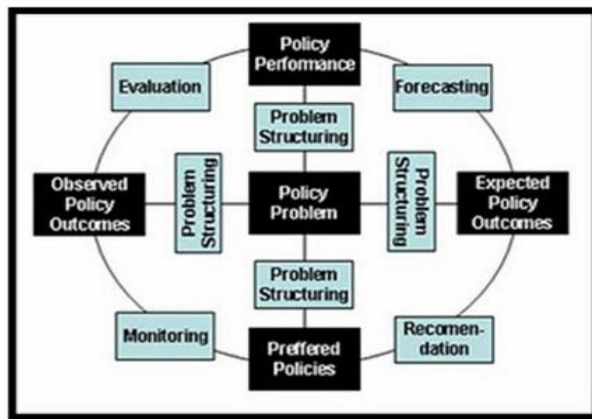 Policy
Performance
Evaluation
Forecasting
Problem
Structuring
Observed
Policy
Outcomes
Problem
Structuring
Policy
Problem
Problem
Structuring
Expected
Policy
Outcomes
Problem
Structuring
Monitoring
Preffered
Policies
Recomen-
dation